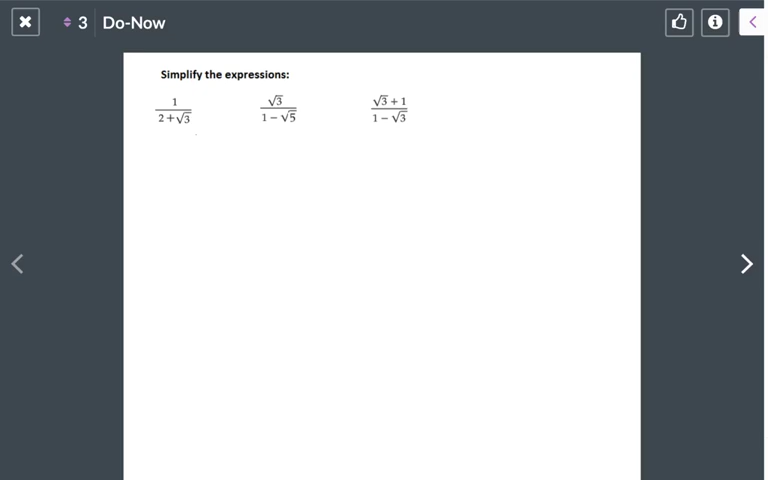 3 Do-Now
Simplify the expressions:
1/(2+√3) √3/(1−√5) (√3+1)/(1−√3)